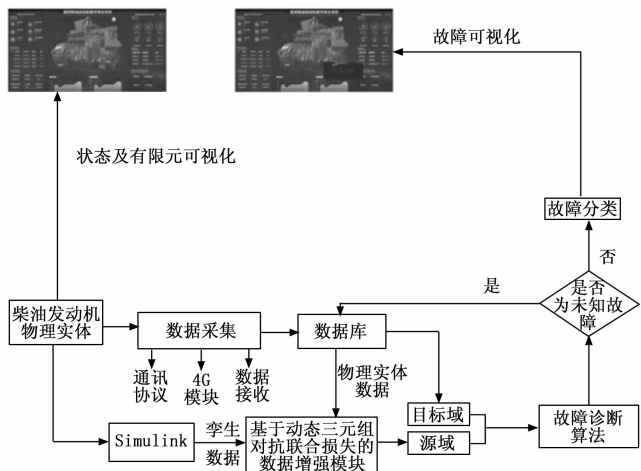 故障可视化
状态及有限元可视化
故障分类
否
是否
为未知故
障
是
柴油发动机
物理实体
数据采集
数据库
通讯
协议
4G
模块
数据
接收
物理实体
数据
目标域
源域
故障诊断
算法
Simulink
孪生
数据
基于动态三元组
对抗联合损失的
数据增强模块